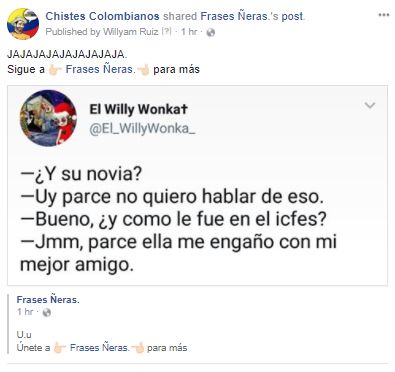 Chistes Colombianos shared Frases Ñeras.'s post.
Published by Willyam Ruiz [?] · 1 hr ·
JAJAJAJAJAJAJAJAJA.
Sigue a 👉🏻 Frases Ñeras.👈🏻 para más
El Willy Wonka†
@El_WillyWonka_
—¿Y su novia?
—Uy parce no quiero hablar de eso.
—Bueno, ¿y como le fue en el icfes?
—Jmm, parce ella me engaño con mi
mejor amigo.
Frases Ñeras.
1 hr ·
U.u
Únete a 👉🏻 Frases Ñeras.👈🏻 para más